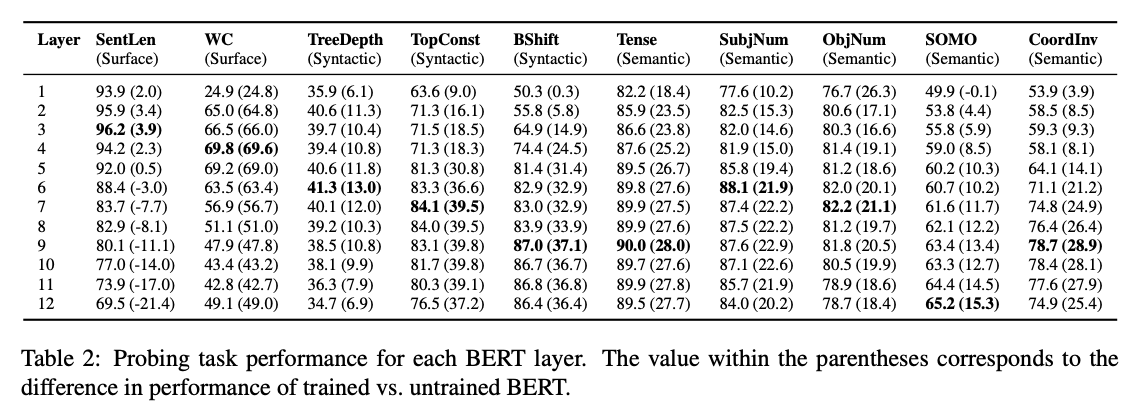 Layer SentLen WC TreeDepth TopConst BShift Tense SubjNum ObjNum SOMO CoordInv
(Surface) (Surface) (Syntactic) (Syntactic) (Syntactic) (Semantic) (Semantic) (Semantic) (Semantic) (Semantic)
1 93.9 (2.0) 24.9 (24.8) 35.9 (6.1) 63.6 (9.0) 50.3 (0.3) 82.2 (18.4) 77.6 (10.2) 76.7 (26.3) 49.9 (-0.1) 53.9 (3.9)
2 95.9 (3.4) 65.0 (64.8) 40.6 (11.3) 71.3 (16.1) 55.8 (5.8) 85.9 (23.5) 82.5 (15.3) 80.6 (17.1) 53.8 (4.4) 58.5 (8.5)
3 96.2 (3.9) 66.5 (66.0) 39.7 (10.4) 71.5 (18.5) 64.9 (14.9) 86.6 (23.8) 82.0 (14.6) 80.3 (16.6) 55.8 (5.9) 59.3 (9.3)
4 94.2 (2.3) 69.8 (69.6) 39.4 (10.8) 71.3 (18.3) 74.4 (24.5) 87.6 (25.2) 81.9 (15.0) 81.4 (19.1) 59.0 (8.5) 58.1 (8.1)
5 92.0 (0.5) 69.2 (69.0) 40.6 (11.8) 81.3 (30.8) 81.4 (31.4) 89.5 (26.7) 85.8 (19.4) 81.2 (18.6) 60.2 (10.3) 64.1 (14.1)
6 88.4 (-3.0) 63.5 (63.4) 41.3 (13.0) 83.3 (36.6) 82.9 (32.9) 89.8 (27.6) 88.1 (21.9) 82.0 (20.1) 60.7 (10.2) 71.1 (21.2)
7 83.7 (-7.7) 56.9 (56.7) 40.1 (12.0) 84.1 (39.5) 83.0 (32.9) 89.9 (27.5) 87.4 (22.2) 82.2 (21.1) 61.6 (11.7) 74.8 (24.9)
8 82.9 (-8.1) 51.1 (51.0) 39.2 (10.3) 84.0 (39.5) 83.9 (33.9) 89.9 (27.6) 87.5 (22.2) 81.2 (19.7) 62.1 (12.2) 76.4 (26.4)
9 80.1 (-11.1) 47.9 (47.8) 38.5 (10.8) 83.1 (39.8) 87.0 (37.1) 90.0 (28.0) 87.6 (22.9) 81.8 (20.5) 63.4 (13.4) 78.7 (28.9)
10 77.0 (-14.0) 43.4 (43.2) 38.1 (9.9) 81.7 (39.8) 86.7 (36.7) 89.7 (27.6) 87.1 (22.6) 80.5 (19.9) 63.3 (12.7) 78.4 (28.1)
11 73.9 (-17.0) 42.8 (42.7) 36.3 (7.9) 80.3 (39.1) 86.8 (36.8) 89.9 (27.8) 85.7 (21.9) 78.9 (18.6) 64.4 (14.5) 77.6 (27.9)
12 69.5 (-21.4) 49.1 (49.0) 34.7 (6.9) 76.5 (37.2) 86.4 (36.4) 89.5 (27.7) 84.0 (20.2) 78.7 (18.4) 65.2 (15.3) 74.9 (25.4)
Table 2: Probing task performance for each BERT layer. The value within the parentheses corresponds to the
difference in performance of trained vs. untrained BERT.